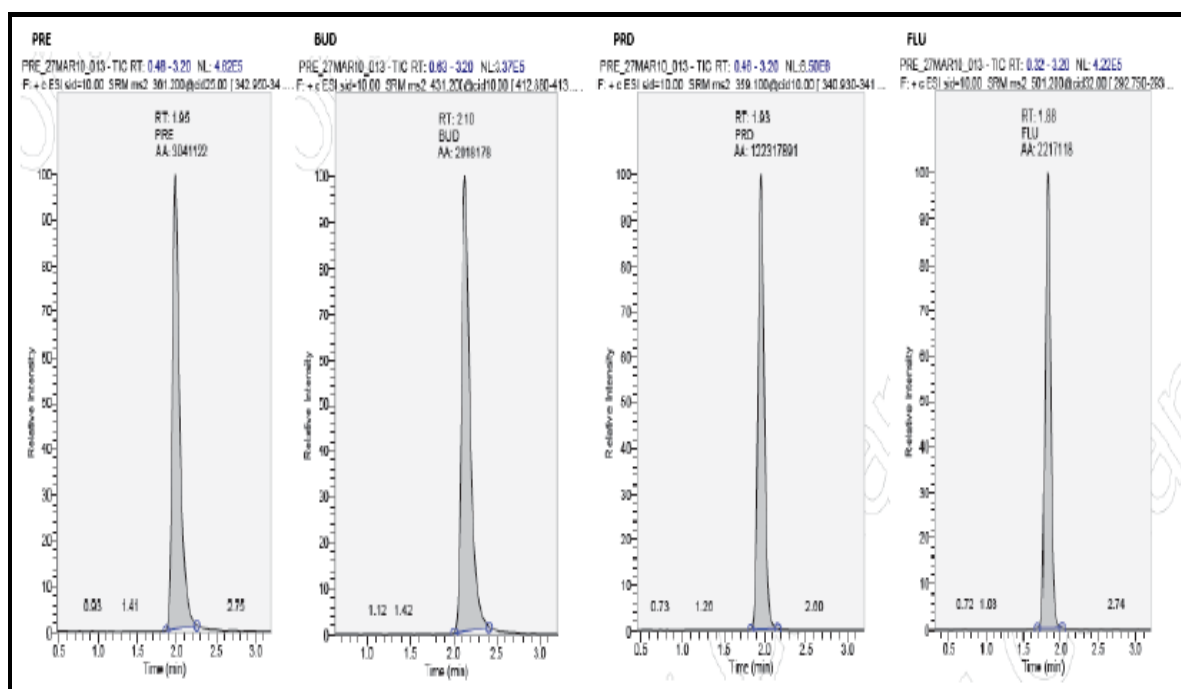 PRE
PRE_27MAR10_013 - TIC RT: 0.48 - 3.20 NL: 4.62E5
F: + c ESI sid=10.00 SRM ms2 361.200@cid25.00 [ 342.950-34 ...
RT: 1.95
PRE
AA: 3041122
100
90
80
70
60
50
40
30
20
10
0
Relative Intensity
0.93 1.41 2.75
0.5 1.0 1.5 2.0 2.5 3.0
Time (min)
BUD
PRE_27MAR10_013 - TIC RT: 0.63 - 3.20 NL: 3.37E5
F: + c ESI sid=10.00 SRM ms2 431.200@cid10.00 [ 412.880-413 ...
RT: 2.10
BUD
AA: 2018178
100
90
80
70
60
50
40
30
20
10
0
Relative Intensity
1.12 1.42
1.0 1.5 2.0 2.5 3.0
Time (min)
PRD
PRE_27MAR10_013 - TIC RT: 0.46 - 3.20
F: + c ESI sid=10.00 SRM ms2 359.100@cid10.00 [ 340.930-341 ...
RT: 1.93
PRD
AA: 122317891
100
90
80
70
60
50
40
30
20
10
0
Relative Intensity
0.73 1.20 2.60
0.5 1.0 1.5 2.0 2.5 3.0
Time (min)
FLU
PRE_27MAR10_013 - TIC RT: 0.32 - 3.20 NL: 4.22E5
F: + c ESI sid=10.00 SRM ms2 501.200@cid32.00 [ 292.750-293 ...
RT: 1.88
FLU
AA: 2217118
100
90
80
70
60
50
40
30
20
10
0
Relative Intensity
0.72 1.03 2.74
0.5 1.0 1.5 2.0 2.5 3.0
Time (min)